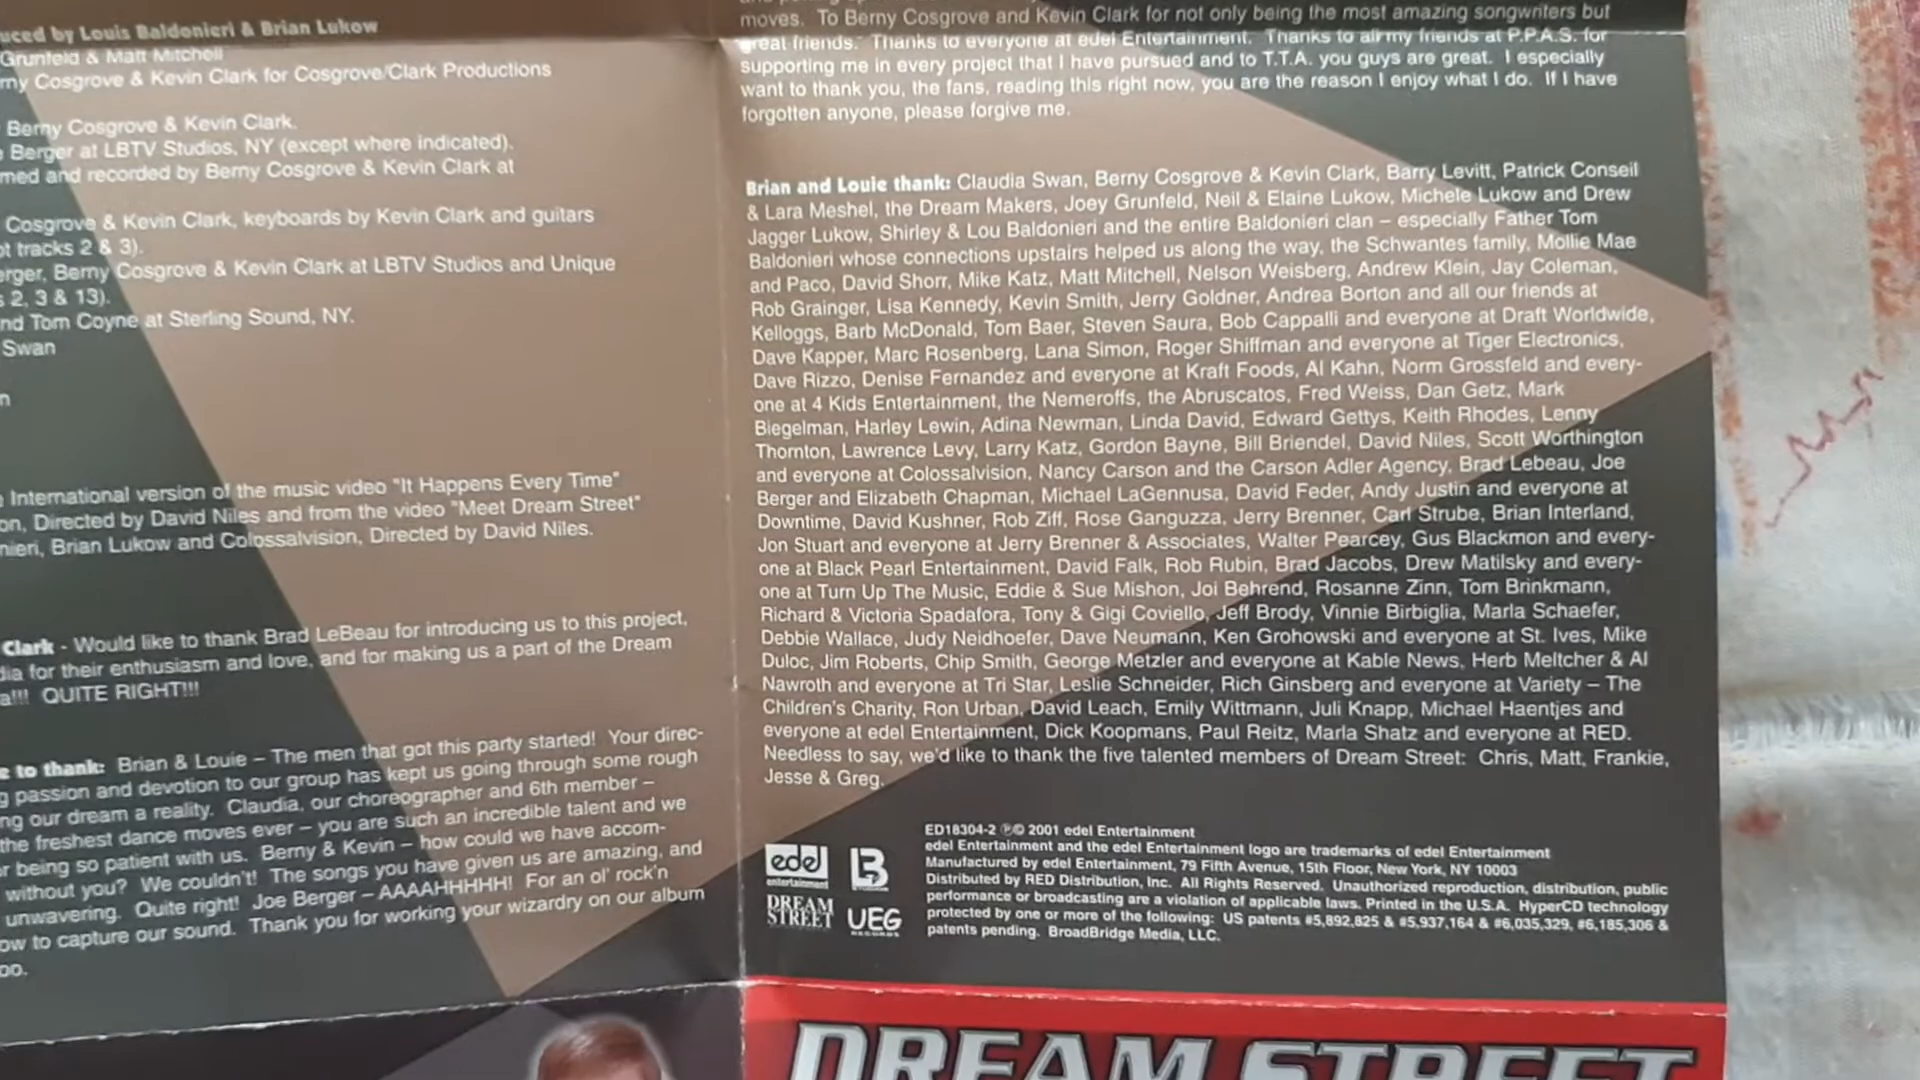 uced by Louis Baldonieri & Brian Lukow
Grunfeld & Matt Mitchell
rny Cosgrove & Kevin Clark for Cosgrove/Clark Productions
Berny Cosgrove & Kevin Clark.
Berger at LBTV Studios, NY (except where indicated).
med and recorded by Berny Cosgrove & Kevin Clark at
Cosgrove & Kevin Clark, keyboards by Kevin Clark and guitars
pt tracks 2 & 3).
erger, Berny Cosgrove & Kevin Clark at LBTV Studios and Unique
s 2, 3 & 13).
nd Tom Coyne at Sterling Sound, NY.
Swan
n
International version of the music video "It Happens Every Time"
on, Directed by David Niles and from the video "Meet Dream Street"
nieri, Brian Lukow and Colossalvision, Directed by David Niles.
Clark - Would like to thank Brad LeBeau for introducing us to this project,
dia for their enthusiasm and love, and for making us a part of the Dream
a!!! QUITE RIGHT!!!
e to thank: Brian & Louie – The men that got this party started! Your direc-
g passion and devotion to our group has kept us going through some rough
ng our dream a reality. Claudia, our choreographer and 6th member –
the freshest dance moves ever – you are such an incredible talent and we
r being so patient with us. Berny & Kevin – how could we have accom-
without you? We couldn't! The songs you have given us are amazing, and
unwavering. Quite right! Joe Berger – AAAAHHHHH! For an ol' rock'n
ow to capture our sound. Thank you for working your wizardry on our album
oo.
moves. To Berny Cosgrove and Kevin Clark for not only being the most amazing songwriters but
great friends. Thanks to everyone at edel Entertainment. Thanks to all my friends at P.P.A.S. for
supporting me in every project that I have pursued and to T.T.A. you guys are great. I especially
want to thank you, the fans, reading this right now, you are the reason I enjoy what I do. If I have
forgotten anyone, please forgive me.
Brian and Louie thank: Claudia Swan, Berny Cosgrove & Kevin Clark, Barry Levitt, Patrick Conseil
& Lara Meshel, the Dream Makers, Joey Grunfeld, Neil & Elaine Lukow, Michele Lukow and Drew
Jagger Lukow, Shirley & Lou Baldonieri and the entire Baldonieri clan – especially Father Tom
Baldonieri whose connections upstairs helped us along the way, the Schwantes family, Mollie Mae
and Paco, David Shorr, Mike Katz, Matt Mitchell, Nelson Weisberg, Andrew Klein, Jay Coleman,
Rob Grainger, Lisa Kennedy, Kevin Smith, Jerry Goldner, Andrea Borton and all our friends at
Kelloggs, Barb McDonald, Tom Baer, Steven Saura, Bob Cappalli and everyone at Draft Worldwide,
Dave Kapper, Marc Rosenberg, Lana Simon, Roger Shiffman and everyone at Tiger Electronics,
Dave Rizzo, Denise Fernandez and everyone at Kraft Foods, Al Kahn, Norm Grossfeld and every-
one at 4 Kids Entertainment, the Nemeroffs, the Abruscatos, Fred Weiss, Dan Getz, Mark
Biegelman, Harley Lewin, Adina Newman, Linda David, Edward Gettys, Keith Rhodes, Lenny
Thornton, Lawrence Levy, Larry Katz, Gordon Bayne, Bill Briendel, David Niles, Scott Worthington
and everyone at Colossalvision, Nancy Carson and the Carson Adler Agency, Brad Lebeau, Joe
Berger and Elizabeth Chapman, Michael LaGennusa, David Feder, Andy Justin and everyone at
Downtime, David Kushner, Rob Ziff, Rose Ganguzza, Jerry Brenner, Carl Strube, Brian Interland,
Jon Stuart and everyone at Jerry Brenner & Associates, Walter Pearcey, Gus Blackmon and every-
one at Black Pearl Entertainment, David Falk, Rob Rubin, Brad Jacobs, Drew Matilsky and every-
one at Turn Up The Music, Eddie & Sue Mishon, Joi Behrend, Rosanne Zinn, Tom Brinkmann,
Richard & Victoria Spadafora, Tony & Gigi Coviello, Jeff Brody, Vinnie Birbiglia, Marla Schaefer,
Debbie Wallace, Judy Neidhoefer, Dave Neumann, Ken Grohowski and everyone at St. Ives, Mike
Duloc, Jim Roberts, Chip Smith, George Metzler and everyone at Kable News, Herb Meltcher & Al
Nawroth and everyone at Tri Star, Leslie Schneider, Rich Ginsberg and everyone at Variety – The
Children's Charity, Ron Urban, David Leach, Emily Wittmann, Juli Knapp, Michael Haentjes and
everyone at edel Entertainment, Dick Koopmans, Paul Reitz, Marla Shatz and everyone at RED.
Needless to say, we'd like to thank the five talented members of Dream Street: Chris, Matt, Frankie,
Jesse & Greg.
ED18304-2 ℗© 2001 edel Entertainment
edel Entertainment and the edel Entertainment logo are trademarks of edel Entertainment
Manufactured by edel Entertainment, 79 Fifth Avenue, 15th Floor, New York, NY 10003
Distributed by RED Distribution, Inc. All Rights Reserved. Unauthorized reproduction, distribution, public
performance or broadcasting are a violation of applicable laws. Printed in the U.S.A. HyperCD technology
protected by one or more of the following: US patents #5,892,825 & #5,937,164 & #6,035,329, #6,185,306 &
patents pending. BroadBridge Media, LLC.
edel
entertainment
DREAM
STREET
UEG
RECORDS
DREAM STREET